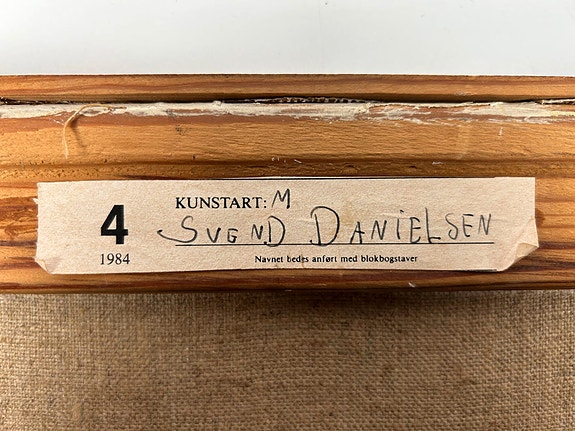 4
1984
KUNSTART: M
SVEND DANIELSEN
Navnet bedes anført med blokbogstaver